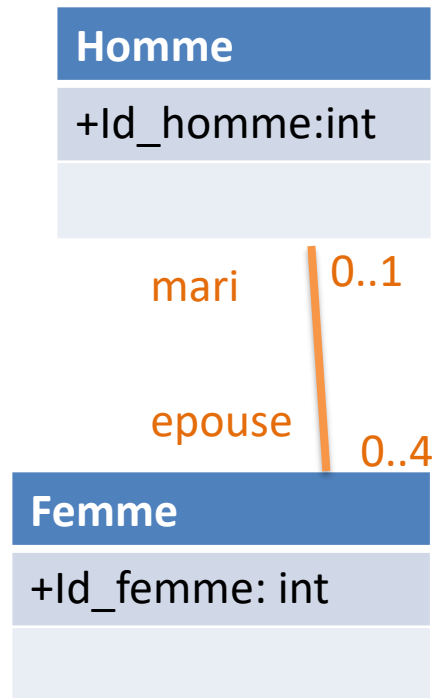 Homme
+Id_homme:int
mari
0..1
epouse
0..4
Femme
+Id_femme: int